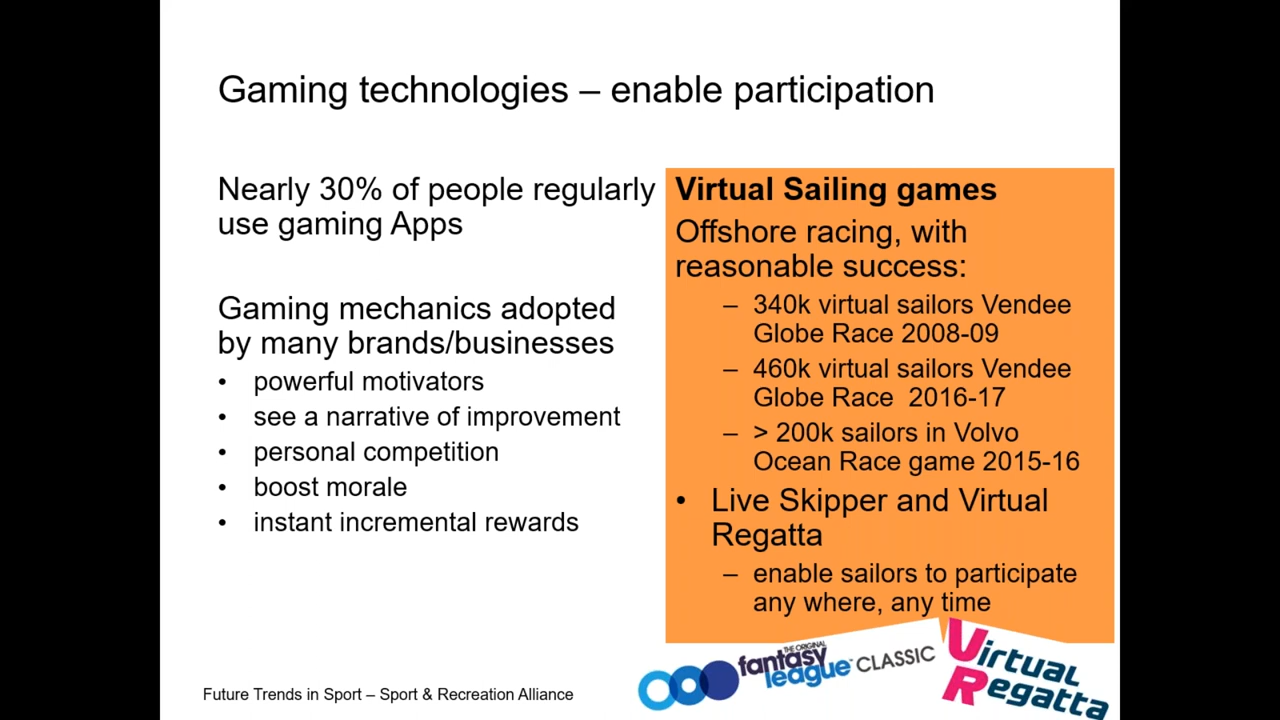 Gaming technologies – enable participation
Nearly 30% of people regularly
use gaming Apps
Gaming mechanics adopted
by many brands/businesses
• powerful motivators
• see a narrative of improvement
• personal competition
• boost morale
• instant incremental rewards
Virtual Sailing games
Offshore racing, with
reasonable success:
– 340k virtual sailors Vendee
Globe Race 2008-09
– 460k virtual sailors Vendee
Globe Race 2016-17
– > 200k sailors in Volvo
Ocean Race game 2015-16
• Live Skipper and Virtual
Regatta
– enable sailors to participate
any where, any time
Future Trends in Sport – Sport & Recreation Alliance
THE ORIGINAL
fantasy
league™ CLASSIC
Virtual
Regatta